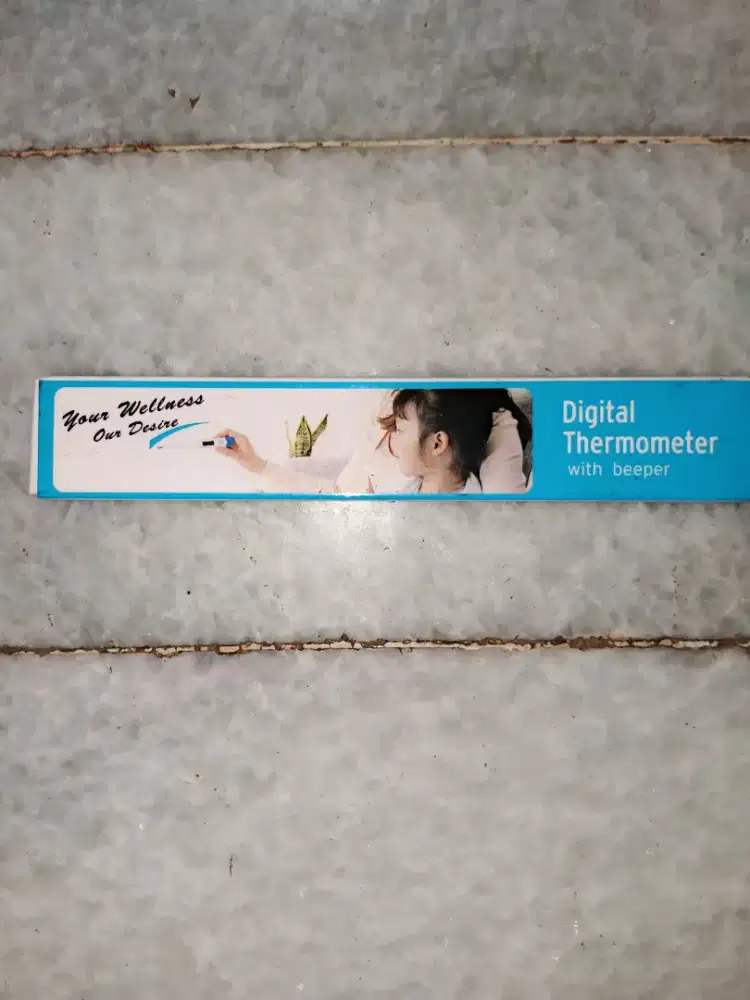 Your Wellness
Our Desire
Digital
Thermometer
with beeper